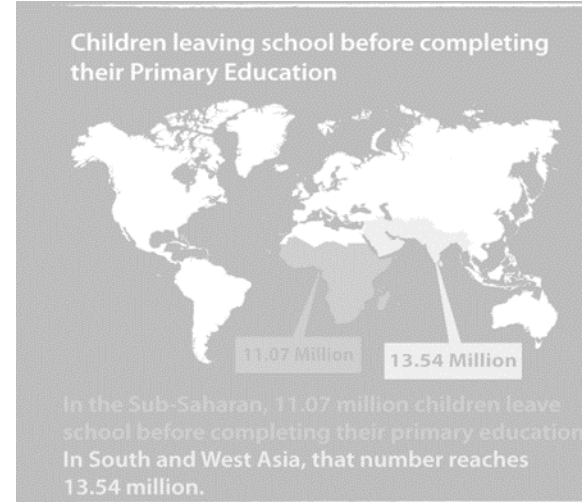 Children leaving school before completing
their Primary Education
11.07 Million
13.54 Million
In the Sub-Saharan, 11.07 million children leave
school before completing their primary education
In South and West Asia, that number reaches
13.54 million.